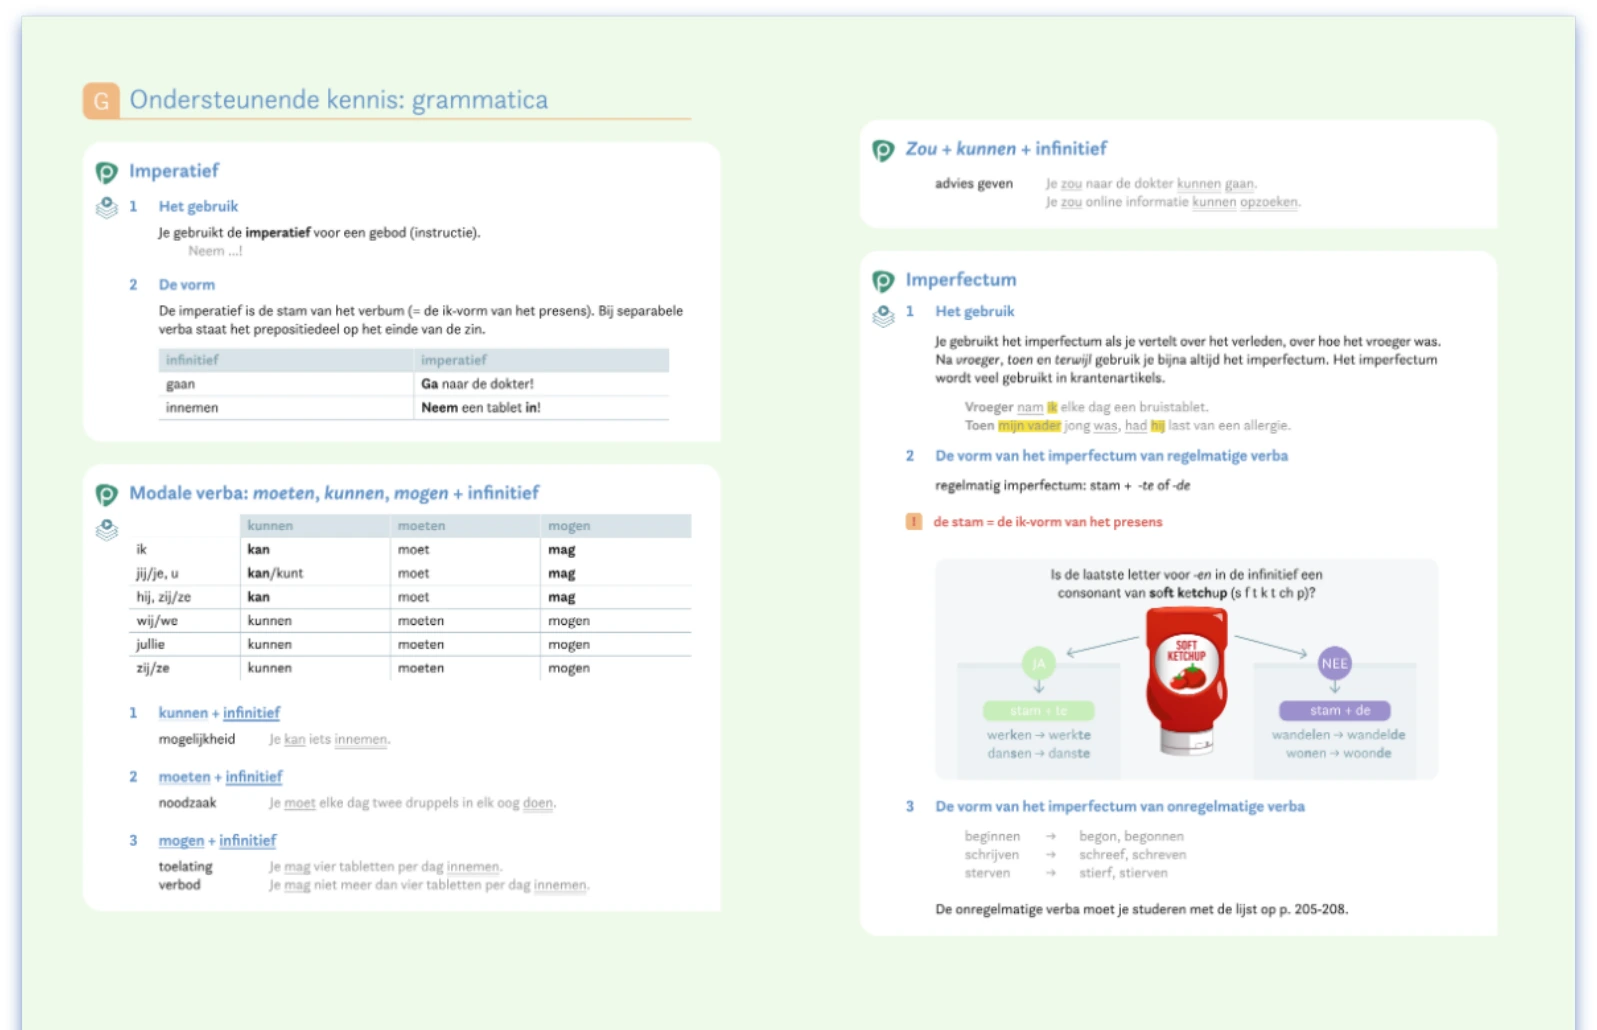 G Ondersteunende kennis: grammatica
Imperatief
1 Het gebruik
Je gebruikt de imperatief voor een gebod (instructie).
Neem ...!
2 De vorm
De imperatief is de stam van het verbum (= de ik-vorm van het presens). Bij separabele
verba staat het prepositiedeel op het einde van de zin.
infinitief imperatief
gaan Ga naar de dokter!
innemen Neem een tablet in!
Modale verba: moeten, kunnen, mogen + infinitief
kunnen moeten mogen
ik kan moet mag
jij/je, u kan/kunt moet mag
hij, zij/ze kan moet mag
wij/we kunnen moeten mogen
jullie kunnen moeten mogen
zij/ze kunnen moeten mogen
1 kunnen + infinitief
mogelijkheid Je kan iets innemen.
2 moeten + infinitief
noodzaak Je moet elke dag twee druppels in elk oog doen.
3 mogen + infinitief
toelating Je mag vier tabletten per dag innemen.
verbod Je mag niet meer dan vier tabletten per dag innemen.
Zou + kunnen + infinitief
advies geven Je zou naar de dokter kunnen gaan.
Je zou online informatie kunnen opzoeken.
Imperfectum
1 Het gebruik
Je gebruikt het imperfectum als je vertelt over het verleden, over hoe het vroeger was.
Na vroeger, toen en terwijl gebruik je bijna altijd het imperfectum. Het imperfectum
wordt veel gebruikt in krantenartikels.
Vroeger nam ik elke dag een bruistablet.
Toen mijn vader jong was, had hij last van een allergie.
2 De vorm van het imperfectum van regelmatige verba
regelmatig imperfectum: stam + -te of -de
! de stam = de ik-vorm van het presens
Is de laatste letter voor -en in de infinitief een
consonant van soft ketchup (s f t k t ch p)?
SOFT
KETCHUP
JA NEE
stam + te stam + de
werken → werkte wandelen → wandelde
dansen → danste wonen → woonde
3 De vorm van het imperfectum van onregelmatige verba
beginnen → begon, begonnen
schrijven → schreef, schreven
sterven → stierf, stierven
De onregelmatige verba moet je studeren met de lijst op p. 205-208.